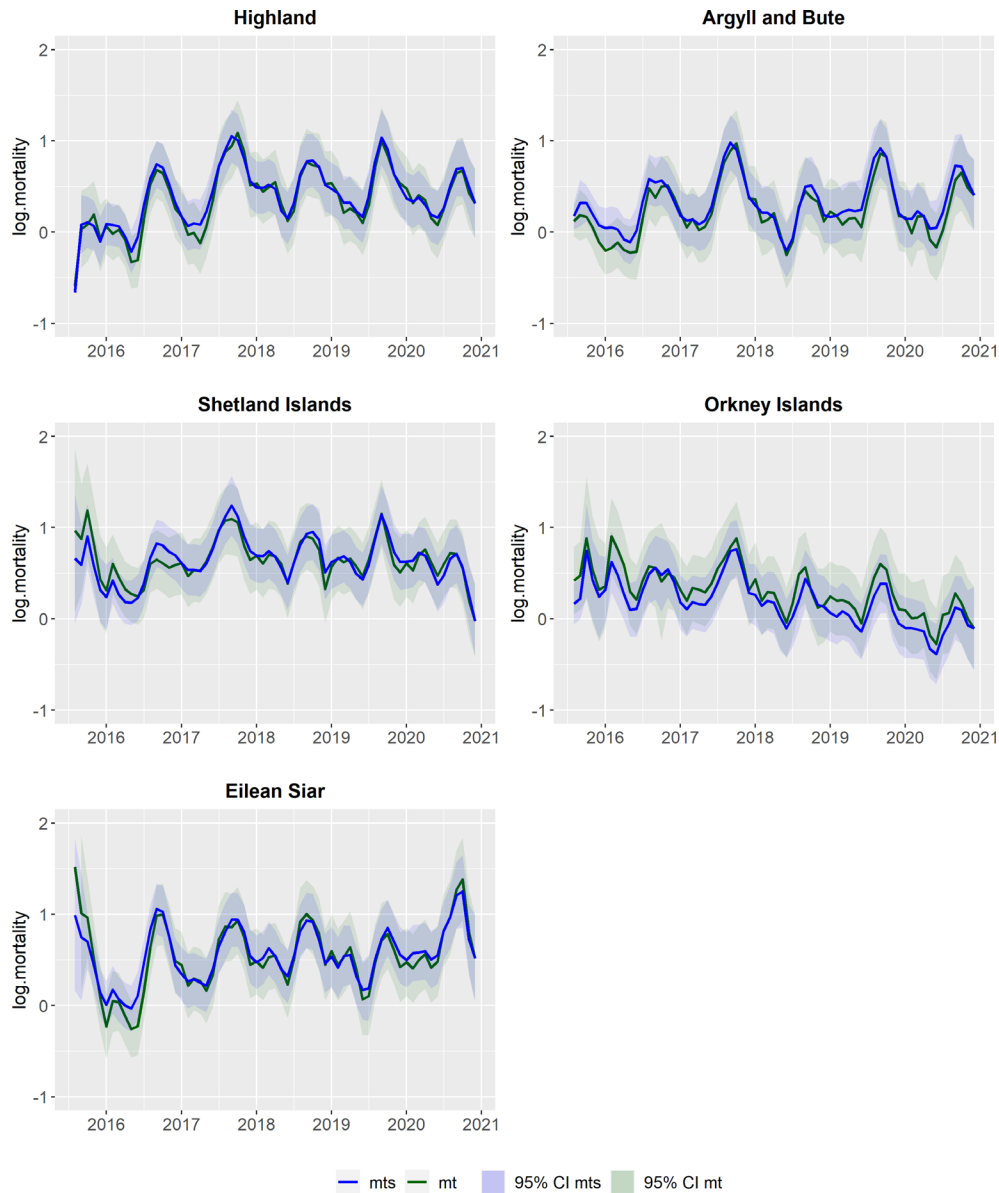 Highland
Argyll and Bute
2
1
0
-1
log.mortality
2016 2017 2018 2019 2020 2021
2
1
0
-1
log.mortality
2016 2017 2018 2019 2020 2021
Shetland Islands
Orkney Islands
2
1
0
-1
log.mortality
2016 2017 2018 2019 2020 2021
2
1
0
-1
log.mortality
2016 2017 2018 2019 2020 2021
Eilean Siar
2
1
0
-1
log.mortality
2016 2017 2018 2019 2020 2021
mts mt 95% CI mts 95% CI mt